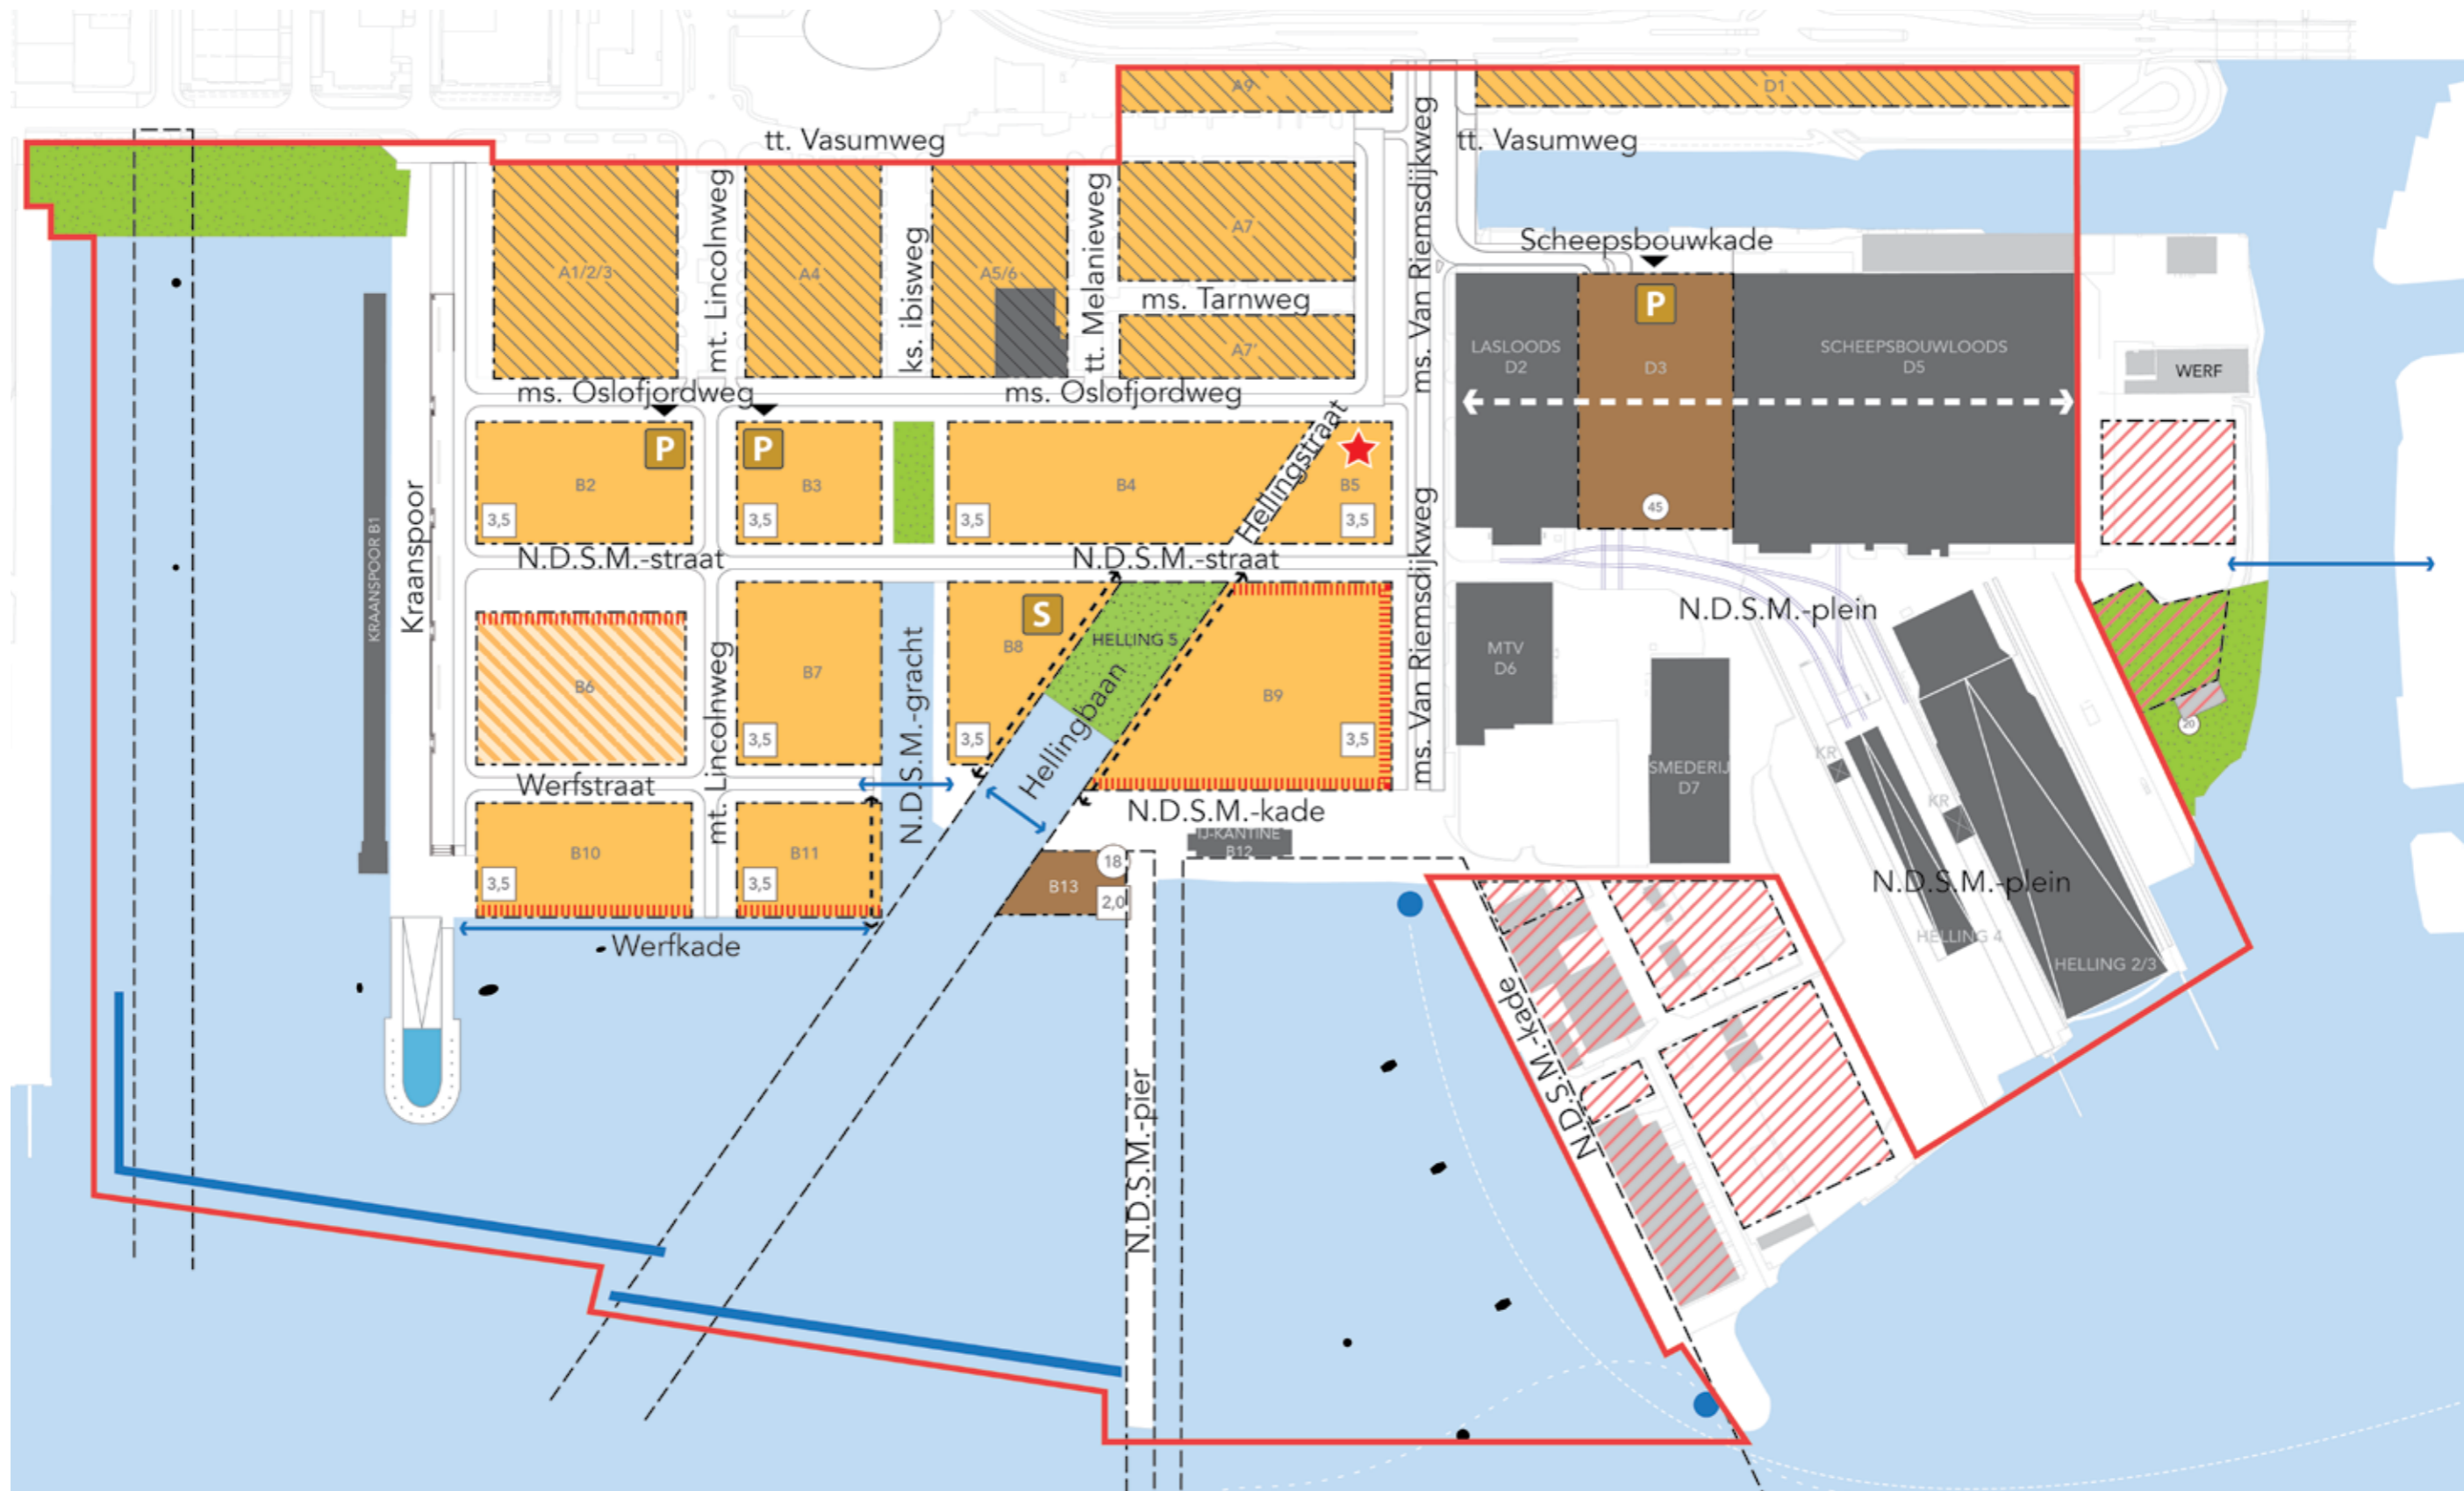 A9
D1
tt. Vasumweg
tt. Vasumweg
A1/2/3
mt. Lincolnweg
A4
ks. ibisweg
A5/6
tt. Melanieweg
A7
ms. Tarnweg
A7'
ms. Van Riemsdijkweg
Scheepsbouwkade
P
LASLOODS
D2
D3
45
SCHEEPSBOUWLOODS
D5
WERF
ms. Oslofjordweg
ms. Oslofjordweg
KRAANSPOOR B1
Kraanspoor
P
B2
3,5
P
B3
3,5
B4
3,5
Hellingstraat
B5
3,5
N.D.S.M.-straat
N.D.S.M.-straat
ms. Van Riemsdijkweg
B6
mt. Lincolnweg
B7
3,5
N.D.S.M.-gracht
S
B8
3,5
HELLING 5
Hellingbaan
B9
3,5
MTV
D6
N.D.S.M.-plein
SMEDERIJ
D7
KR
KR
20
Werfstraat
N.D.S.M.-kade
B10
3,5
B11
3,5
IJ-KANTINE
B12
B13
18
2,0
N.D.S.M.-plein
HELLING 4
HELLING 2/3
Werfkade
N.D.S.M.-kade
N.D.S.M.-pier